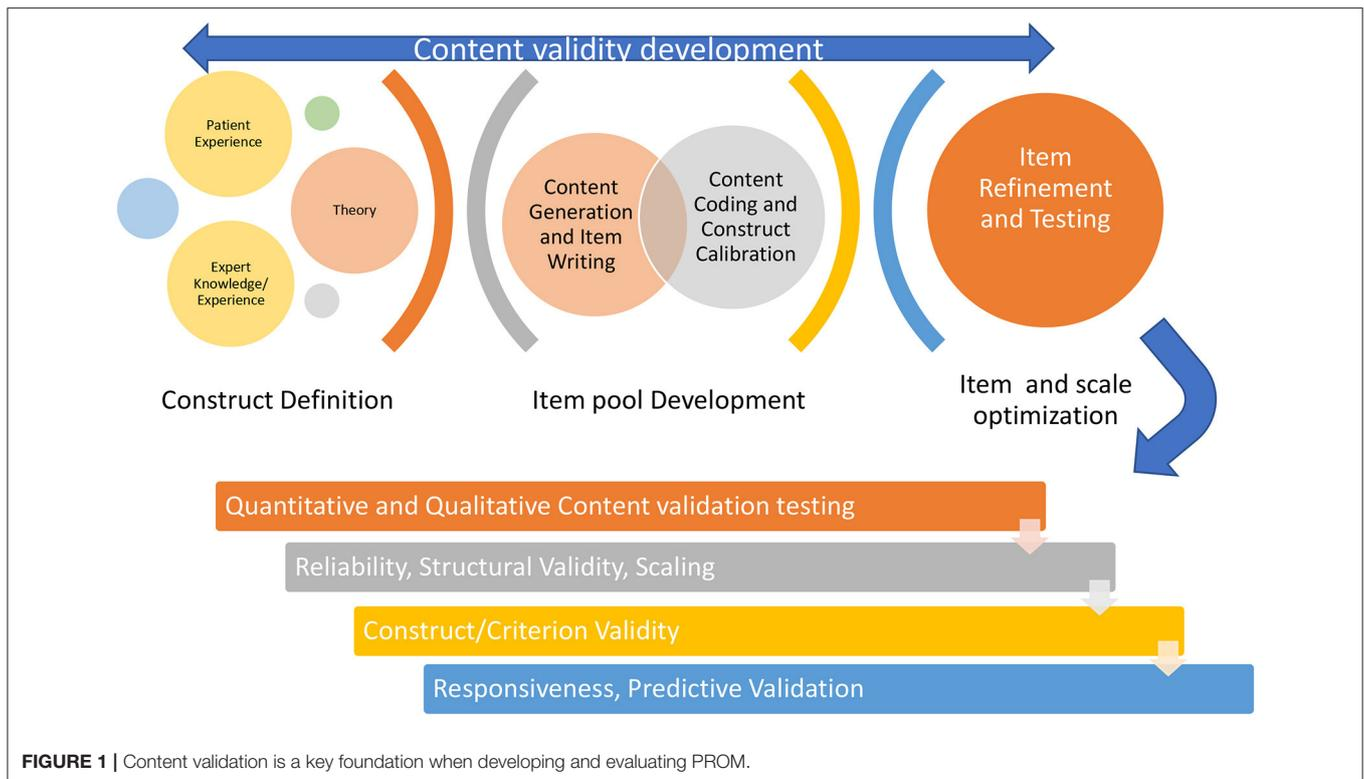 Content validity development
Patient
Experience
Theory
Expert
Knowledge/
Experience
Content
Generation
and Item
Writing
Content
Coding and
Construct
Calibration
Item
Refinement
and Testing
Construct Definition
Item pool Development
Item and scale
optimization
Quantitative and Qualitative Content validation testing
Reliability, Structural Validity, Scaling
Construct/Criterion Validity
Responsiveness, Predictive Validation
FIGURE 1 | Content validation is a key foundation when developing and evaluating PROM.